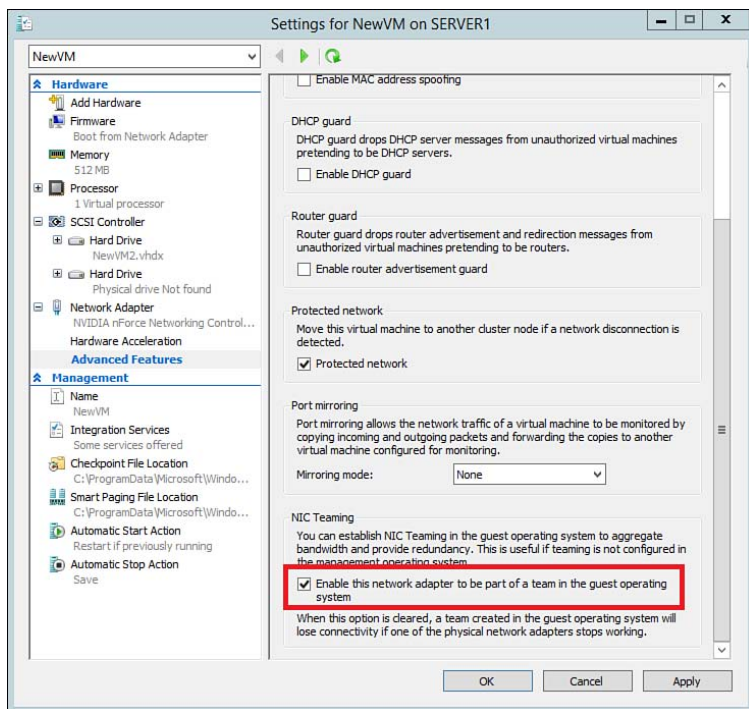 Settings for NewVM on SERVER1
NewVM
Hardware
Add Hardware
Firmware
Boot from Network Adapter
Memory
512 MB
Processor
1 Virtual processor
SCSI Controller
Hard Drive
NewVM2.vhdx
Hard Drive
Physical drive Not found
Network Adapter
NVIDIA nForce Networking Control...
Hardware Acceleration
Advanced Features
Management
Name
NewVM
Integration Services
Some services offered
Checkpoint File Location
C:\ProgramData\Microsoft\Windo...
Smart Paging File Location
C:\ProgramData\Microsoft\Windo...
Automatic Start Action
Restart if previously running
Automatic Stop Action
Save
Enable MAC address spoofing
DHCP guard
DHCP guard drops DHCP server messages from unauthorized virtual machines
pretending to be DHCP servers.
Enable DHCP guard
Router guard
Router guard drops router advertisement and redirection messages from
unauthorized virtual machines pretending to be routers.
Enable router advertisement guard
Protected network
Move this virtual machine to another cluster node if a network disconnection is
detected.
Protected network
Port mirroring
Port mirroring allows the network traffic of a virtual machine to be monitored by
copying incoming and outgoing packets and forwarding the copies to another
virtual machine configured for monitoring.
Mirroring mode: None
NIC Teaming
You can establish NIC Teaming in the guest operating system to aggregate
bandwidth and provide redundancy. This is useful if teaming is not configured in
the management operating system.
Enable this network adapter to be part of a team in the guest operating
system
When this option is cleared, a team created in the guest operating system will
lose connectivity if one of the physical network adapters stops working.
OK Cancel Apply